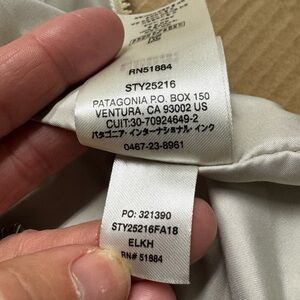 RN51884
STY25216
PATAGONIA P.O. BOX 150
VENTURA, CA 93002 US
CUIT:30-70924649-2
パタゴニア・インターナショナル・インク
0467-23-8961
PO: 321390
STY25216FA18
ELKH
RN# 51884